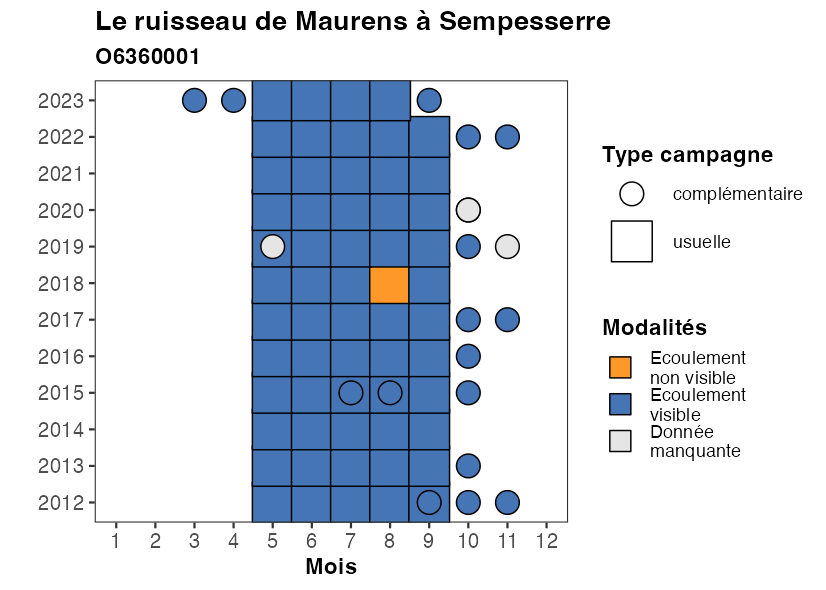 Le ruisseau de Maurens à Sempesserre
O6360001
2023
2022
2021
2020
2019
2018
2017
2016
2015
2014
2013
2012
1 2 3 4 5 6 7 8 9 10 11 12
Mois
Type campagne
complémentaire
usuelle
Modalités
Ecoulement
non visible
Ecoulement
visible
Donnée
manquante